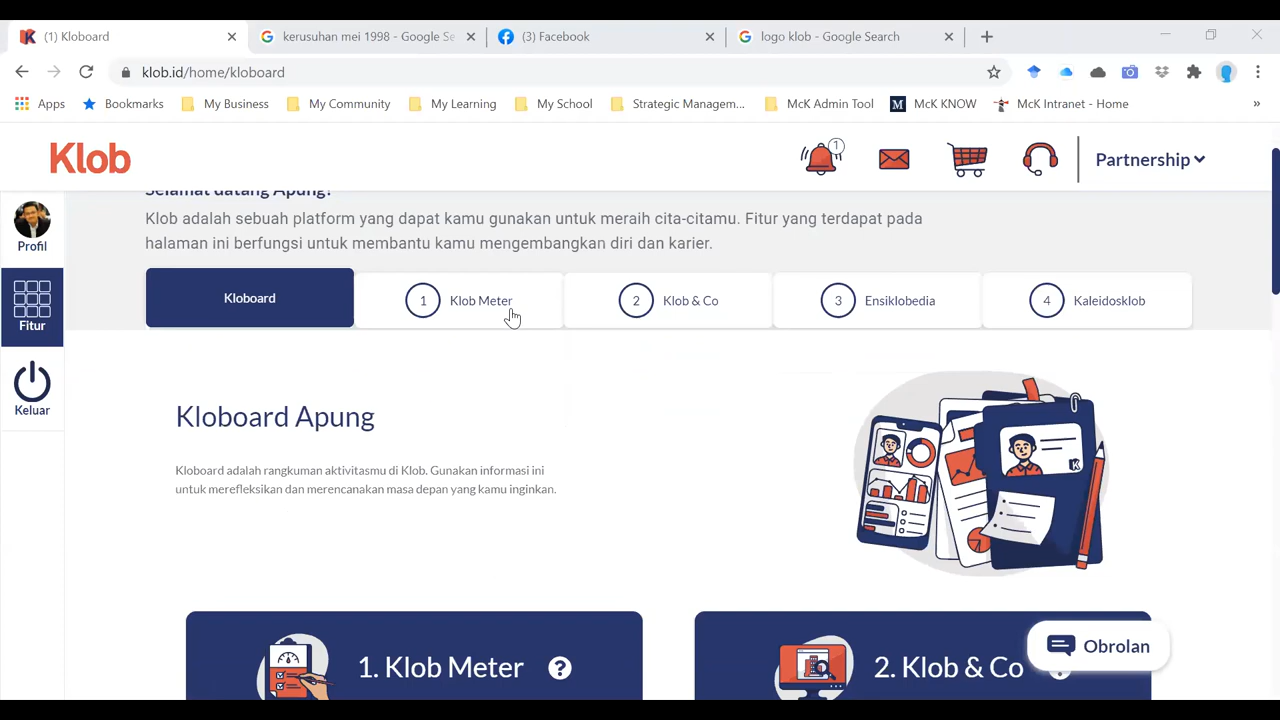 (1) Kloboard
kerusuhan mei 1998 - Google Se
(3) Facebook
logo klob - Google Search
klob.id/home/kloboard
Apps
Bookmarks
My Business
My Community
My Learning
My School
Strategic Managem...
McK Admin Tool
M
McK KNOW
McK Intranet - Home
»
Klob
1
Partnership
Selamat datang Apung!
Klob adalah sebuah platform yang dapat kamu gunakan untuk meraih cita-citamu. Fitur yang terdapat pada
halaman ini berfungsi untuk membantu kamu mengembangkan diri dan karier.
Profil
Fitur
Keluar
Kloboard
1 Klob Meter
2 Klob & Co
3 Ensiklobedia
4 Kaleidosklob
Kloboard Apung
Kloboard adalah rangkuman aktivitasmu di Klob. Gunakan informasi ini
untuk merefleksikan dan merencanakan masa depan yang kamu inginkan.
1. Klob Meter ?
2. Klob & Co
Obrolan